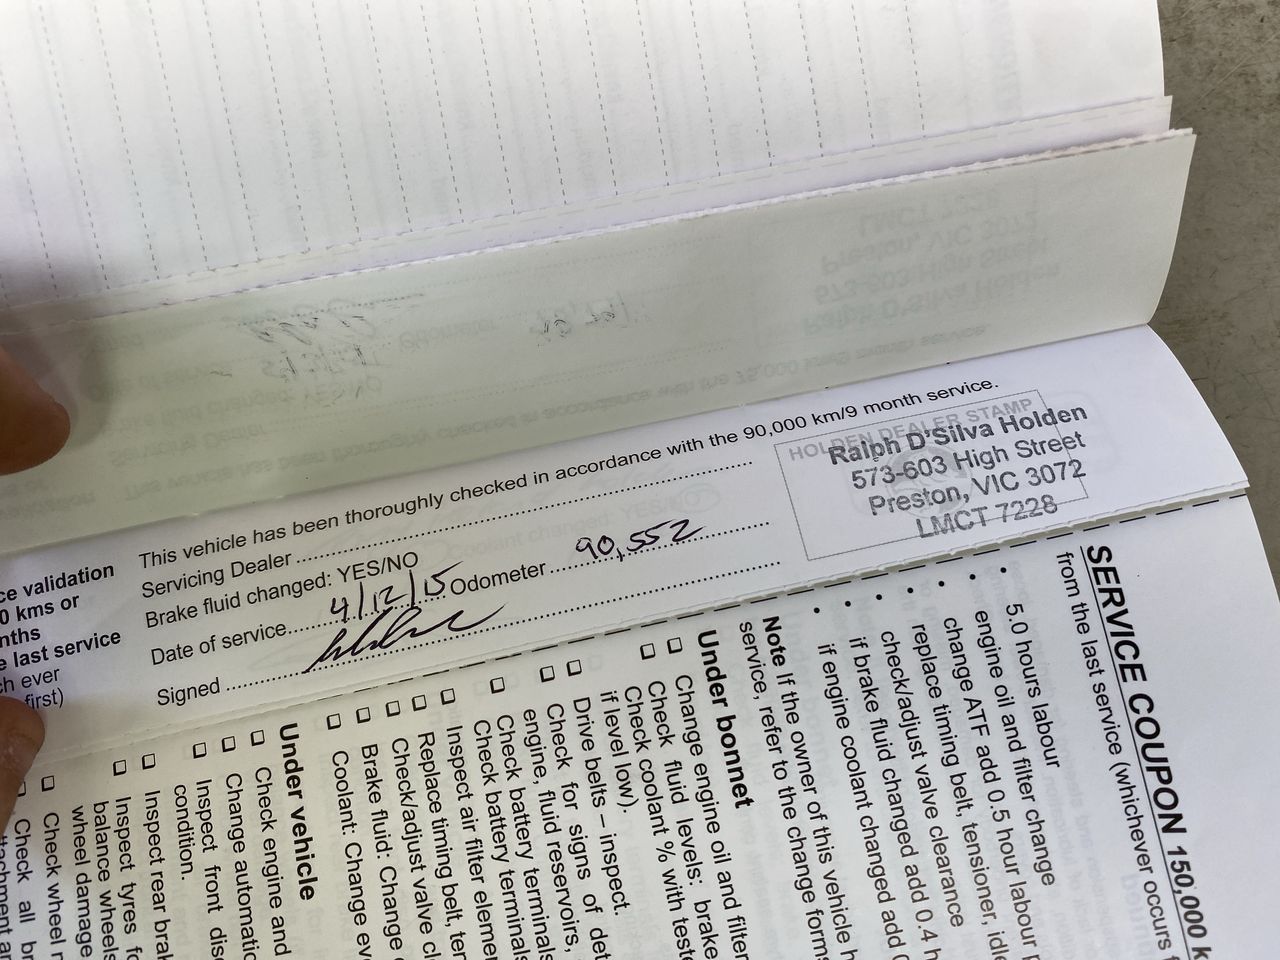 ce validation
0 kms or
nths
e last service
ch ever
first)
This vehicle has been thoroughly checked in accordance with the 90,000 km/9 month service.
Servicing Dealer
Brake fluid changed: YES/NO
Date of service 4/12/15 Odometer 90,552
Signed
HOLDEN DEALER STAMP
Ralph D'Silva Holden
573-603 High Street
Preston, VIC 3072
LMCT 7228
SERVICE COUPON 150,000 k
from the last service (whichever occurs f
• 5.0 hours labour
• engine oil and filter change
• change ATF add 0.5 hour labour
• replace timing belt, tensioner, idle
• check/adjust valve clearance
• if brake fluid changed add 0.4 h
• if engine coolant changed add 0
Note If the owner of this vehicle h
service, refer to the change forms
Under bonnet
Change engine oil and filter
Check fluid levels: brake
if level low).
Check coolant % with teste
Drive belts – inspect.
Check for signs of det
engine, fluid reservoirs,
Check battery terminals
Check battery terminals
Inspect air filter elemen
Replace timing belt, ten
Check/adjust valve cl
Brake fluid: Change
Coolant: Change eve
Under vehicle
Check engine and
Change automatic
Inspect front disc
condition.
Inspect rear brak
Inspect tyres fo
balance wheels
wheel damage
Check wheel n
Check all br
ttachment an